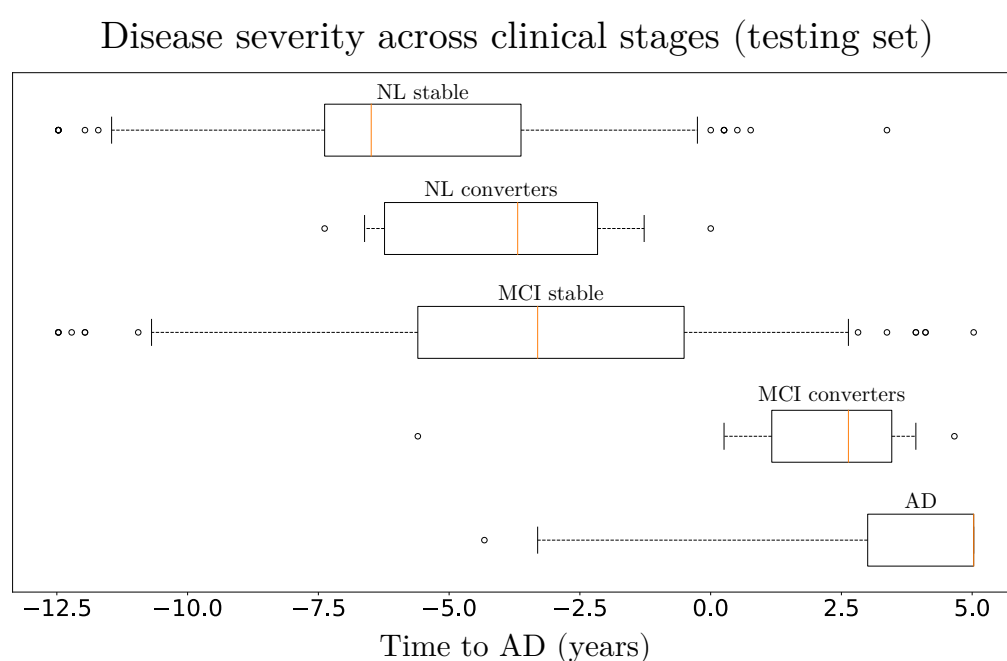 Disease severity across clinical stages (testing set)
NL stable
NL converters
MCI stable
MCI converters
AD
−12.5 −10.0 −7.5 −5.0 −2.5 0.0 2.5 5.0
Time to AD (years)